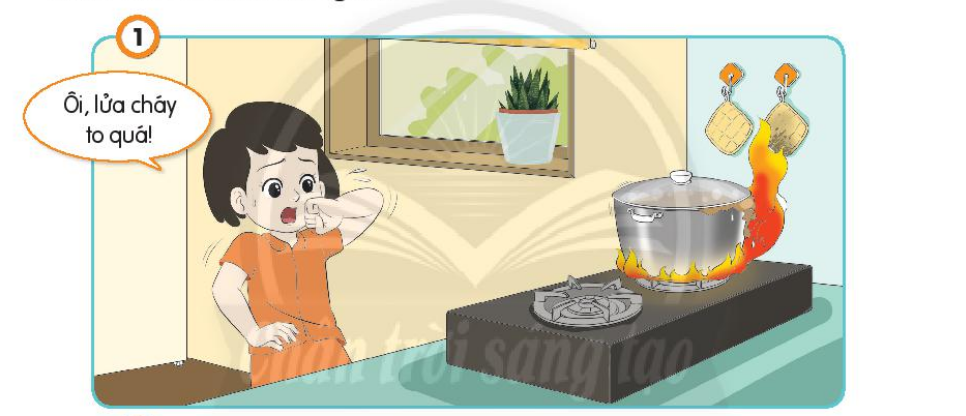 1
Ôi, lửa cháy
to quá!
Chân trời sáng tạo